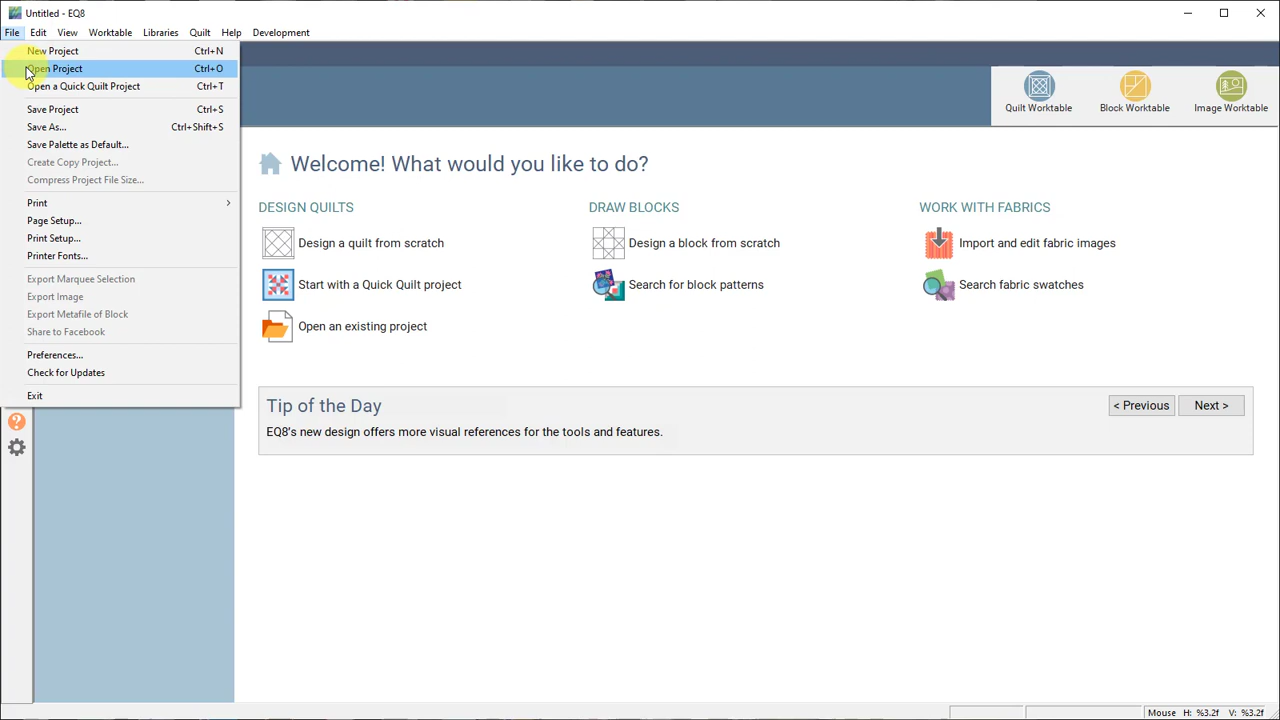 Untitled - EQ8
File Edit View Worktable Libraries Quilt Help Development
New Project Ctrl+N
Open Project Ctrl+O
Open a Quick Quilt Project Ctrl+T
Save Project Ctrl+S
Save As... Ctrl+Shift+S
Save Palette as Default...
Create Copy Project...
Compress Project File Size...
Print
Page Setup...
Print Setup...
Printer Fonts...
Export Marquee Selection
Export Image
Export Metafile of Block
Share to Facebook
Preferences...
Check for Updates
Exit
Quilt Worktable Block Worktable Image Worktable
Welcome! What would you like to do?
DESIGN QUILTS
Design a quilt from scratch
Start with a Quick Quilt project
Open an existing project
DRAW BLOCKS
Design a block from scratch
Search for block patterns
WORK WITH FABRICS
Import and edit fabric images
Search fabric swatches
Tip of the Day
< Previous Next >
EQ8's new design offers more visual references for the tools and features.
Mouse H: %3.2f V: %3.2f